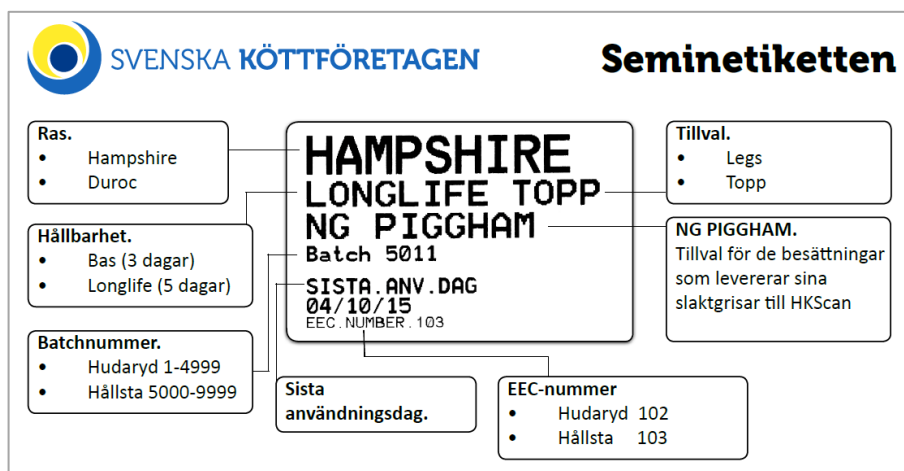 SVENSKA KÖTTFÖRETAGEN
Seminetiketten
Ras.
• Hampshire
• Duroc
Hållbarhet.
• Bas (3 dagar)
• Longlife (5 dagar)
Batchnummer.
• Hudaryd 1-4999
• Hållsta 5000-9999
HAMPSHIRE
LONGLIFE TOPP
NG PIGGHAM
Batch 5011
SISTA.ANV.DAG
04/10/15
EEC.NUMBER.103
Sista
användningsdag.
Tillval.
• Legs
• Topp
NG PIGGHAM.
Tillval för de besättningar
som levererar sina
slaktgrisar till HKScan
EEC-nummer
• Hudaryd 102
• Hållsta 103